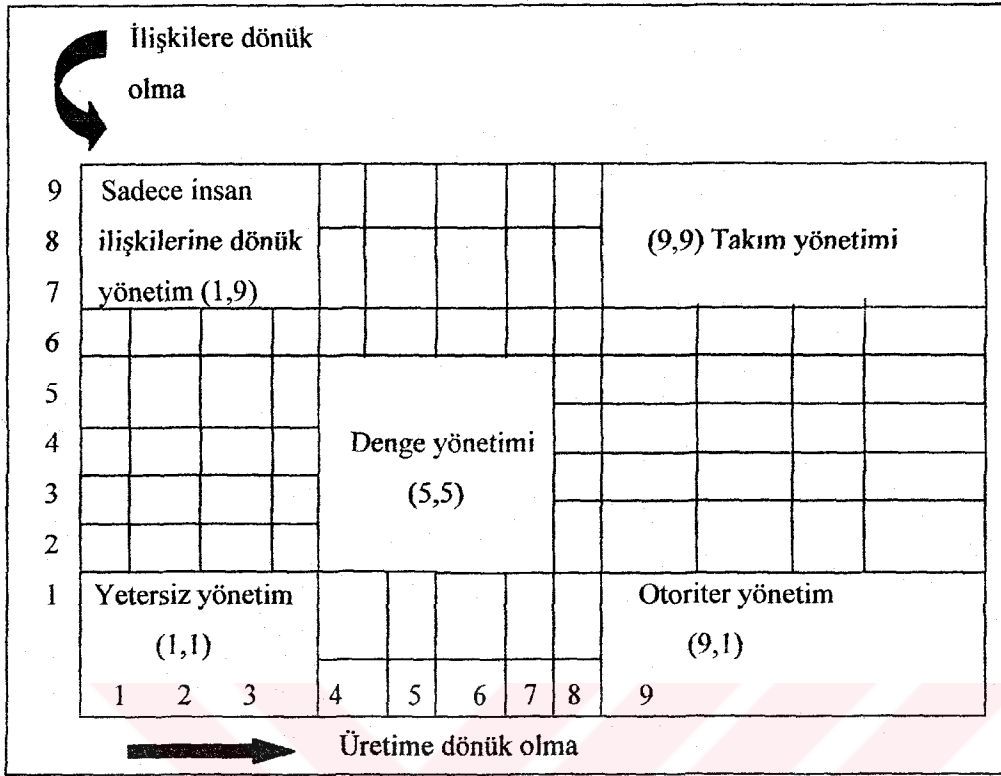 İlişkilere dönük
olma
9 Sadece insan
8 ilişkilerine dönük (9,9) Takım yönetimi
7 yönetim (1,9)
6
5
4 Denge yönetimi
3 (5,5)
2
1 Yetersiz yönetim Otoriter yönetim
(1,1) (9,1)
1 2 3 4 5 6 7 8 9
Üretime dönük olma